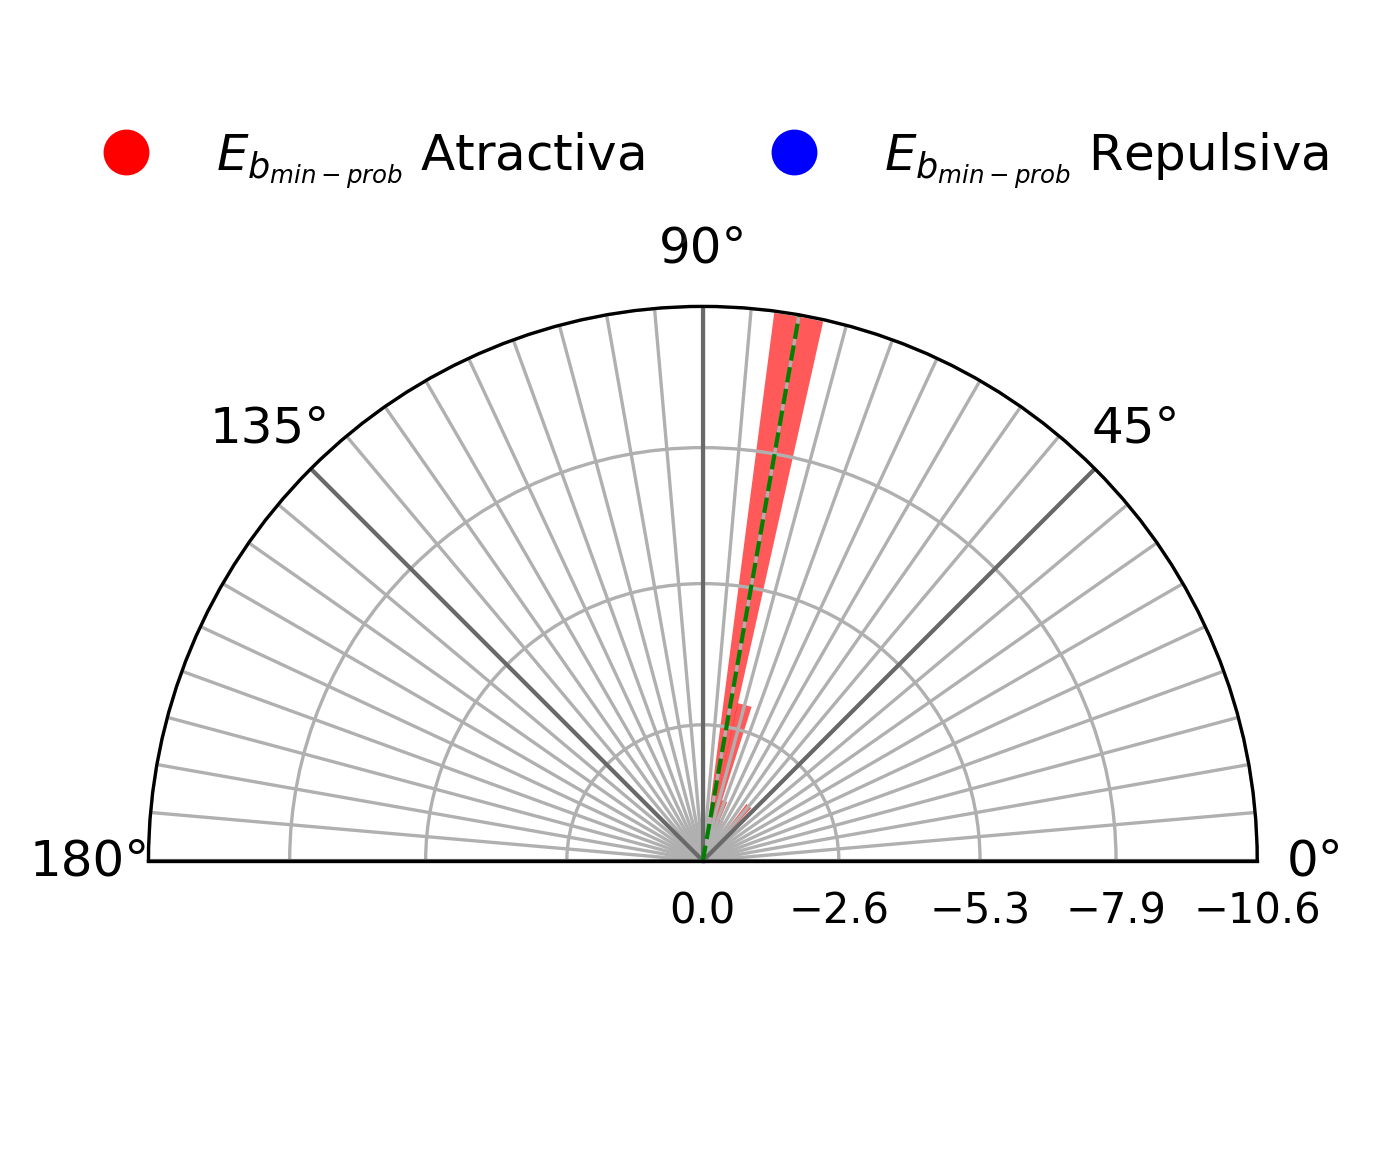 E_{b_{min-prob}} Atractiva E_{b_{min-prob}} Repulsiva
90°
135° 45°
180° 0°
0.0 −2.6 −5.3 −7.9 −10.6